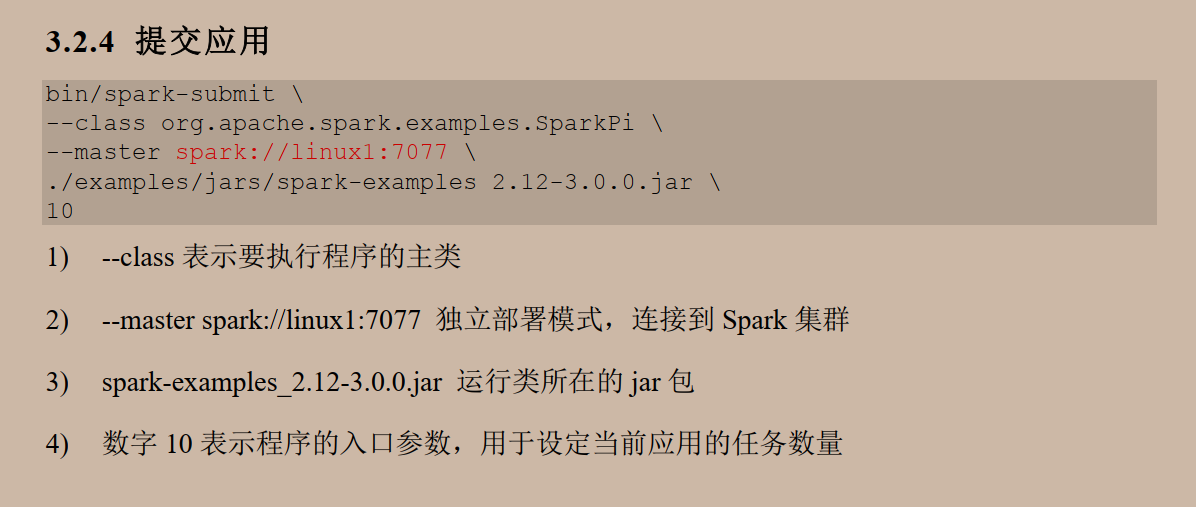 3.2.4 提交应用
bin/spark-submit \
--class org.apache.spark.examples.SparkPi \
--master spark://linux1:7077 \
./examples/jars/spark-examples 2.12-3.0.0.jar \
10
1) --class 表示要执行程序的主类
2) --master spark://linux1:7077 独立部署模式，连接到 Spark 集群
3) spark-examples_2.12-3.0.0.jar 运行类所在的 jar 包
4) 数字 10 表示程序的入口参数，用于设定当前应用的任务数量